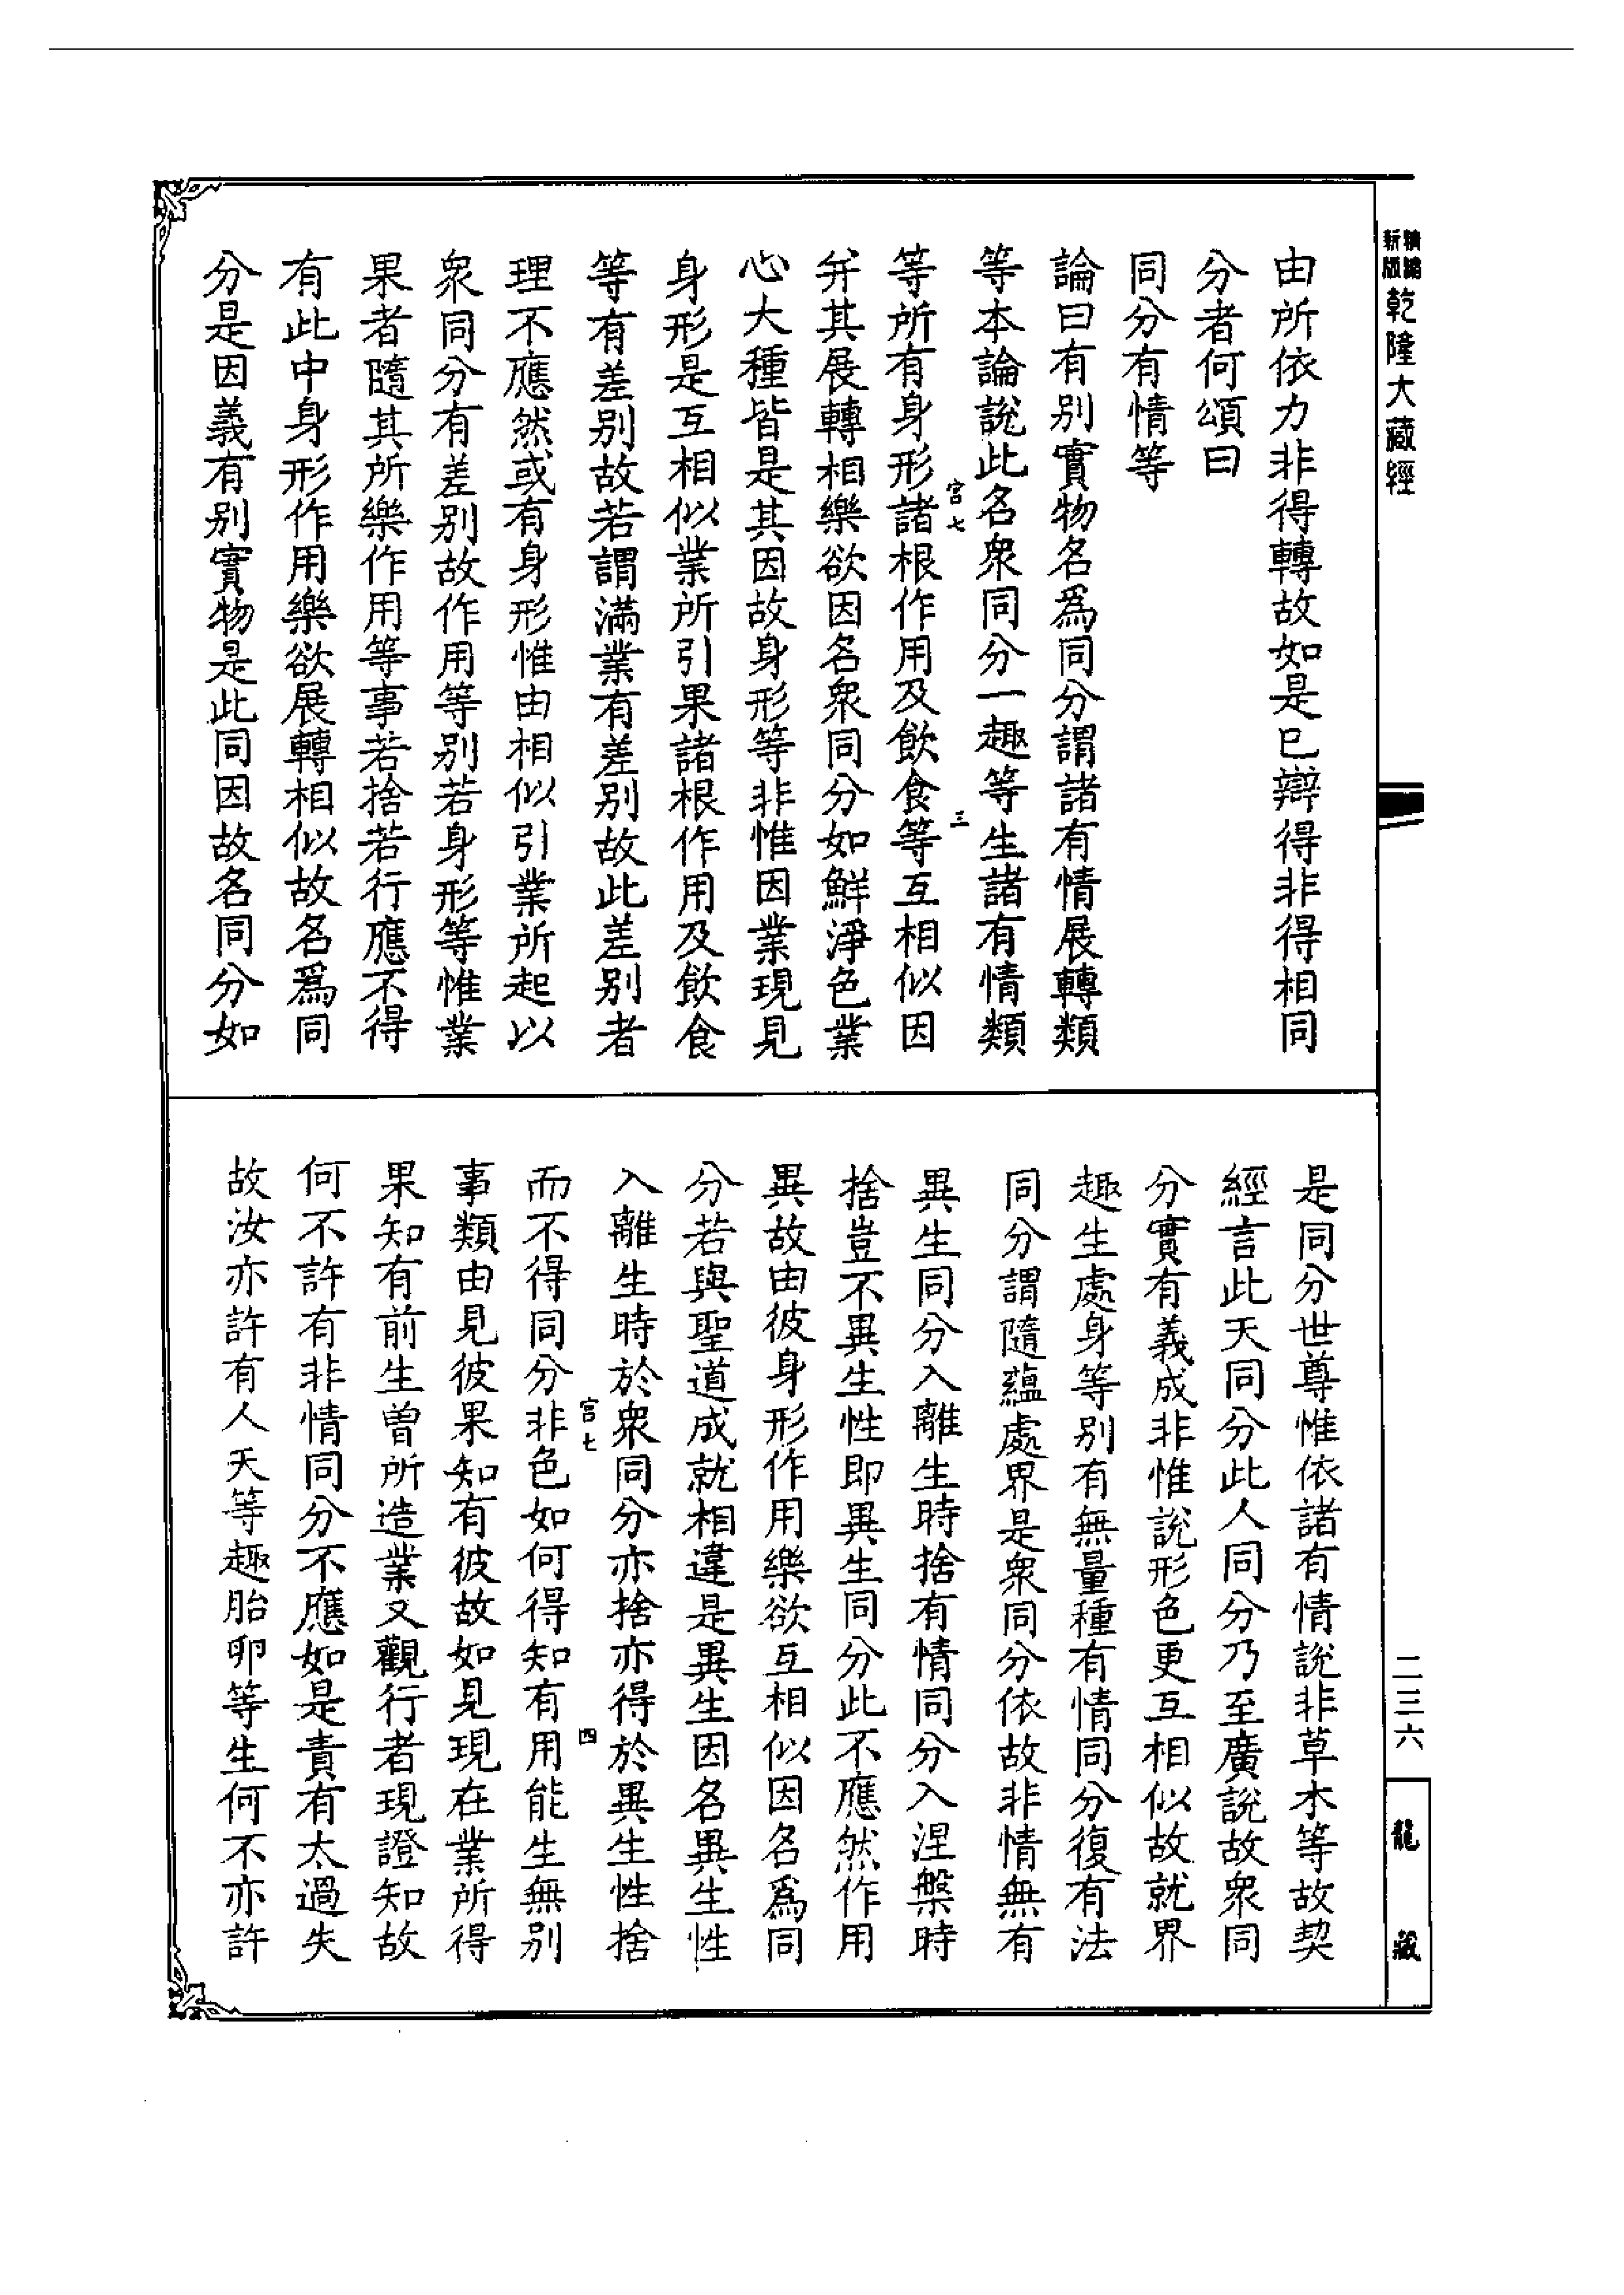 精鏽新版乾隆大藏經
由所依力非得轉故如是已辯得非得相同
分者何頌曰
同分有情等
論曰有別實物名爲同分謂諸有情展轉類
等本論說此名眾同分一趣等生諸有情類
宮七
三
等所有身形諸根作用及飲食等互相似因
并其展轉相樂欲因名眾同分如鮮淨色業
心大種皆是其因故身形等非惟因業現見
身形是互相似業所引果諸根作用及飲食
等有差別故若謂滿業有差別故此差別者
理不應然或有身形惟由相似引業所起以
眾同分有差別故作用等別若身形等惟業
果者隨其所樂作用等事若捨若行應不得
有此中身形作用樂欲展轉相似故名爲同
分是因義有別實物是此同因故名同分如
是同分世尊惟依諸有情說非草木等故契
經言此天同分此人同分乃至廣說故眾同
分實有義成非惟說形色更互相似故就界
趣生處身等別有無量種有情同分復有法
同分謂隨蘊處界是眾同分依故非情無有
異生同分入離生時捨有情同分入涅槃時
捨豈不異生性即異生同分此不應然作用
異故由彼身形作用樂欲互相似因名爲同
分若與聖道成就相違是異生因名異生性
入離生時於眾同分亦捨亦得於異生性捨
宮七
四
而不得同分非色如何得知有用能生無別
事類由見彼果知有彼故如見現在業所得
果知有前生曾所造業又觀行者現證知故
何不許有非情同分不應如是責有太過失
故汝亦許有人天等趣胎卵等生何不亦許
二三六
龍藏